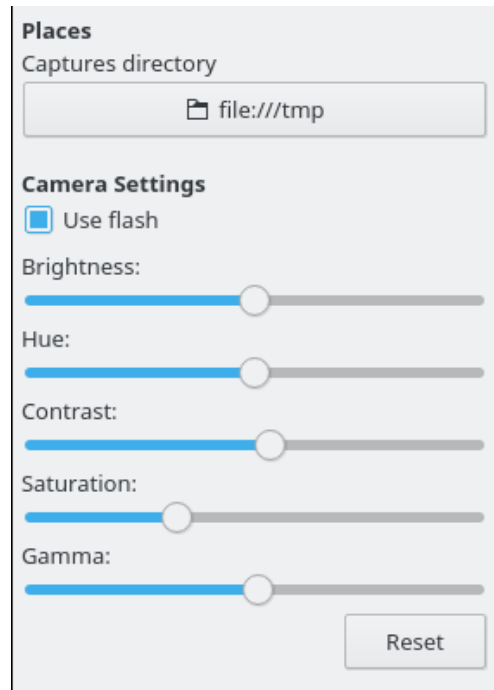 Places
Captures directory
file:///tmp
Camera Settings
Use flash
Brightness:
Hue:
Contrast:
Saturation:
Gamma:
Reset